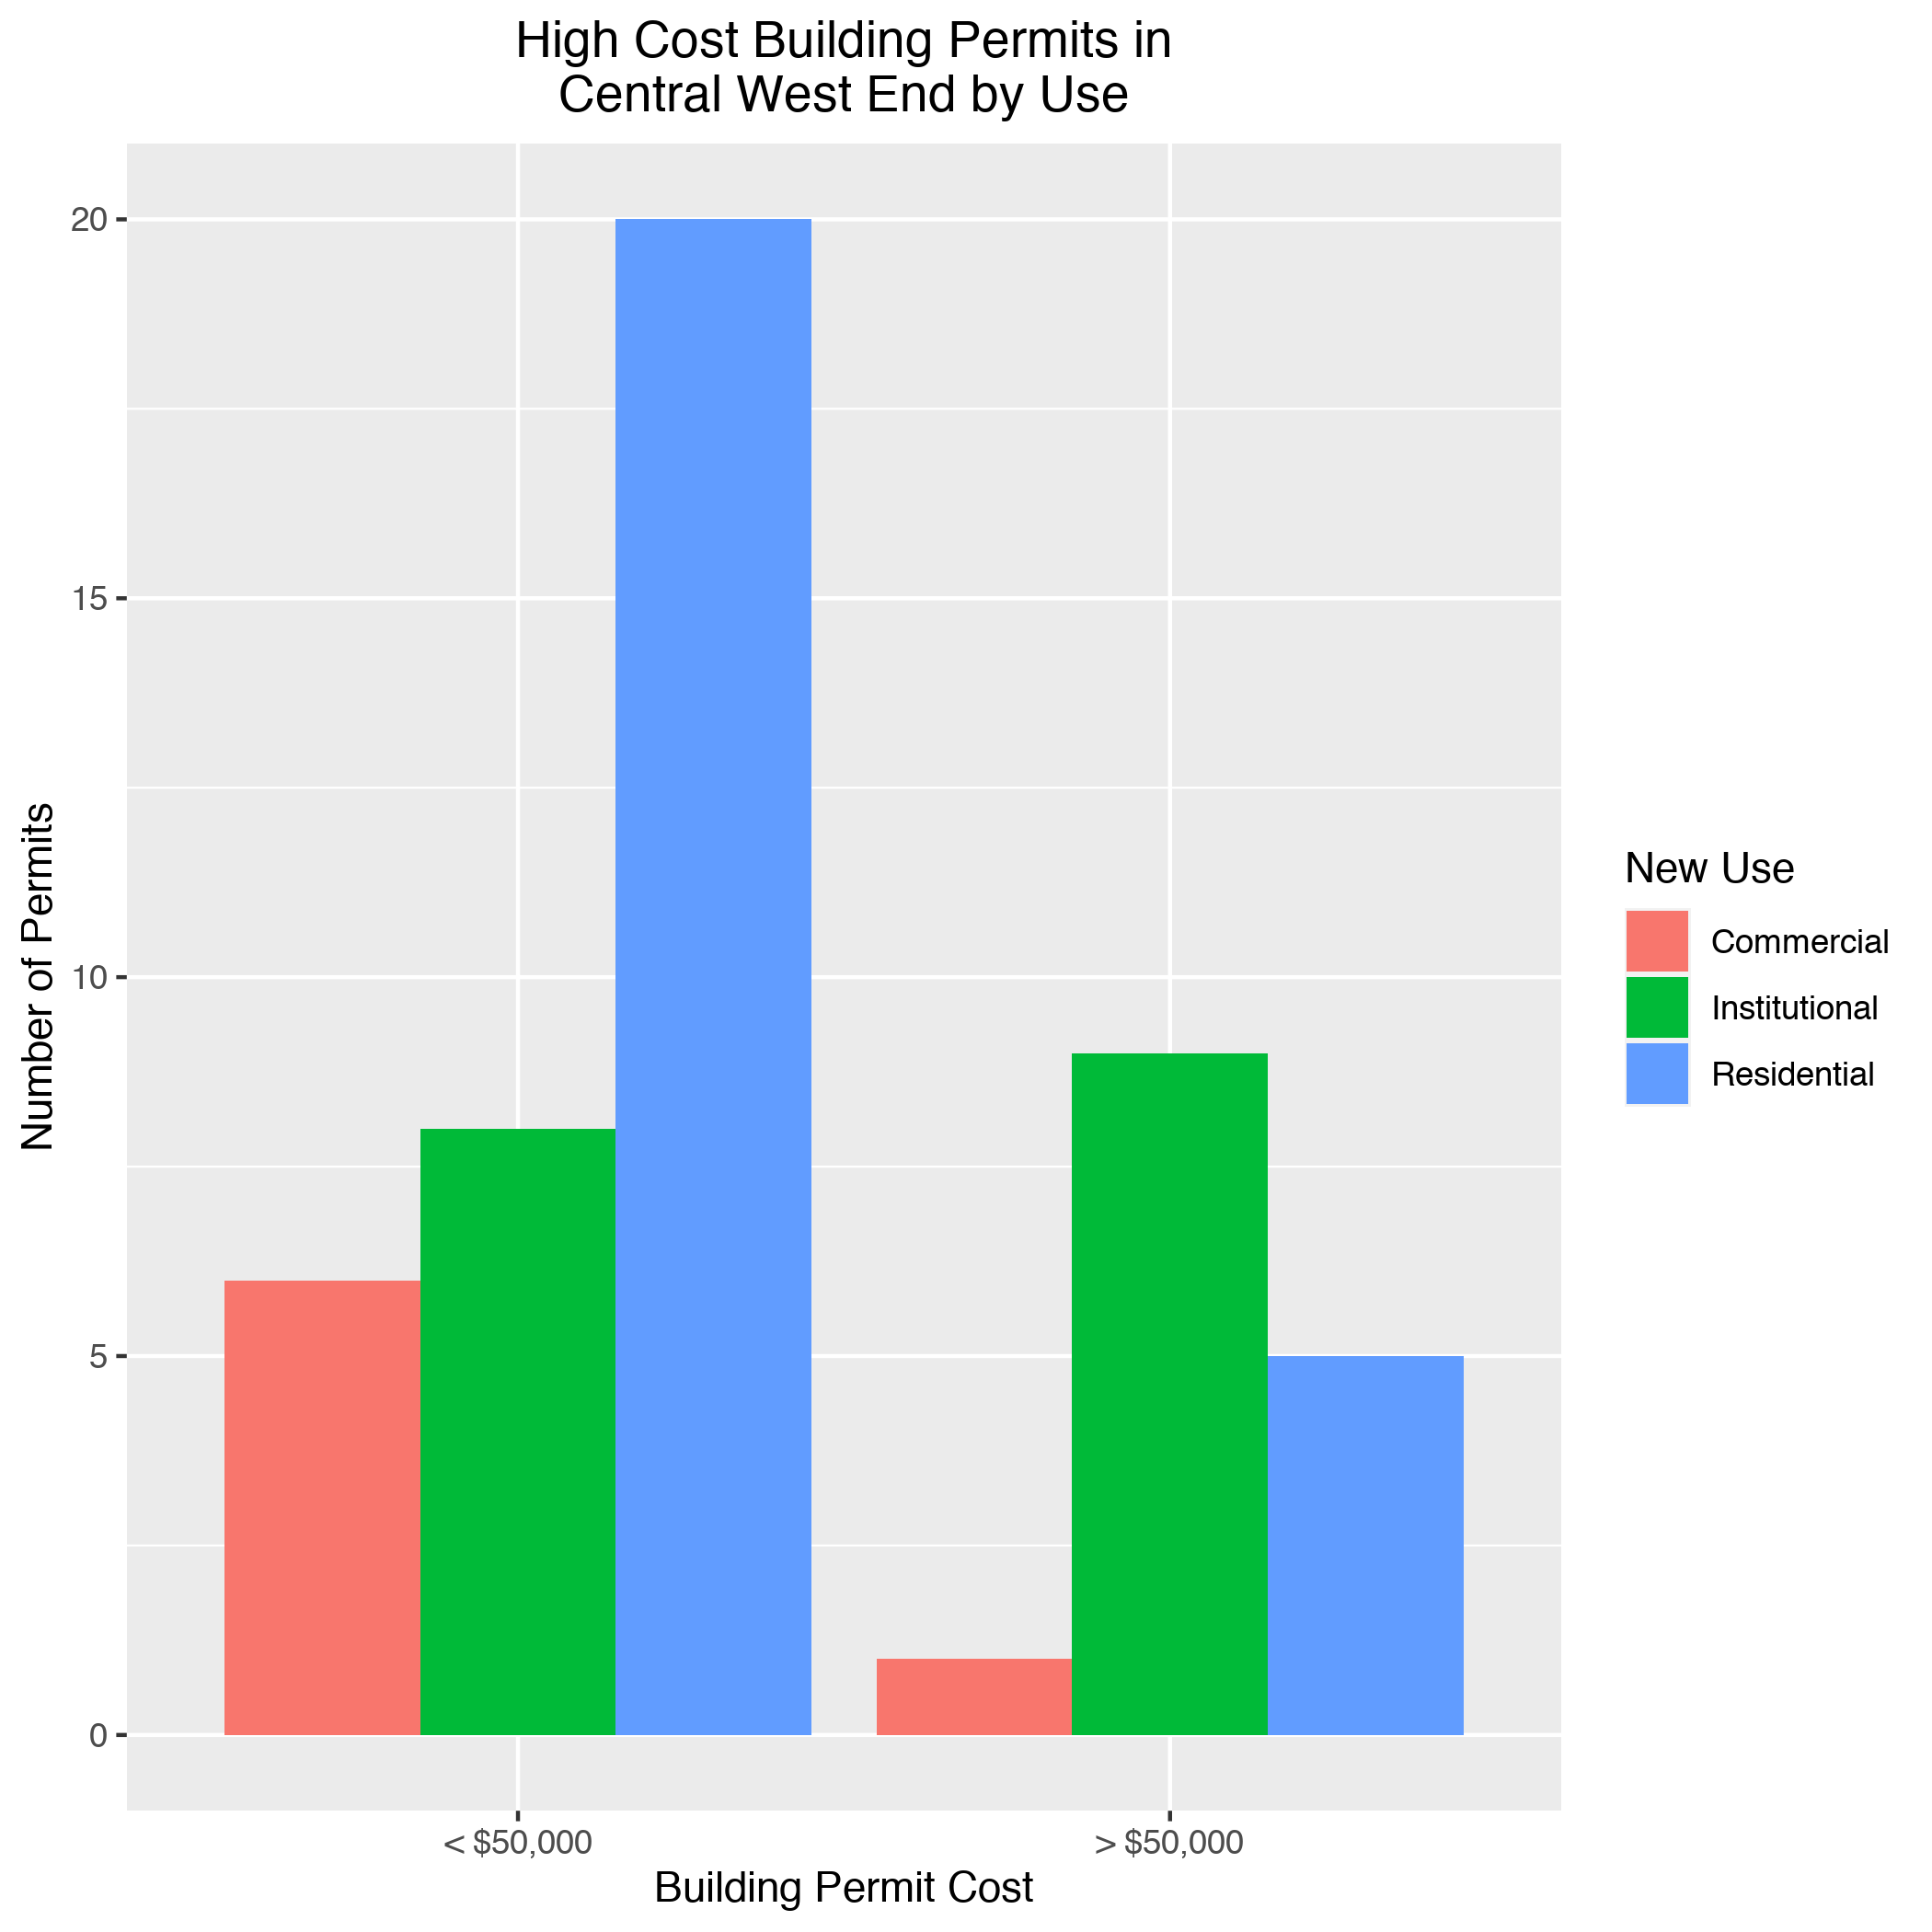 High Cost Building Permits in
Central West End by Use
Number of Permits
20
15
10
5
0
< $50,000
> $50,000
Building Permit Cost
New Use
Commercial
Institutional
Residential